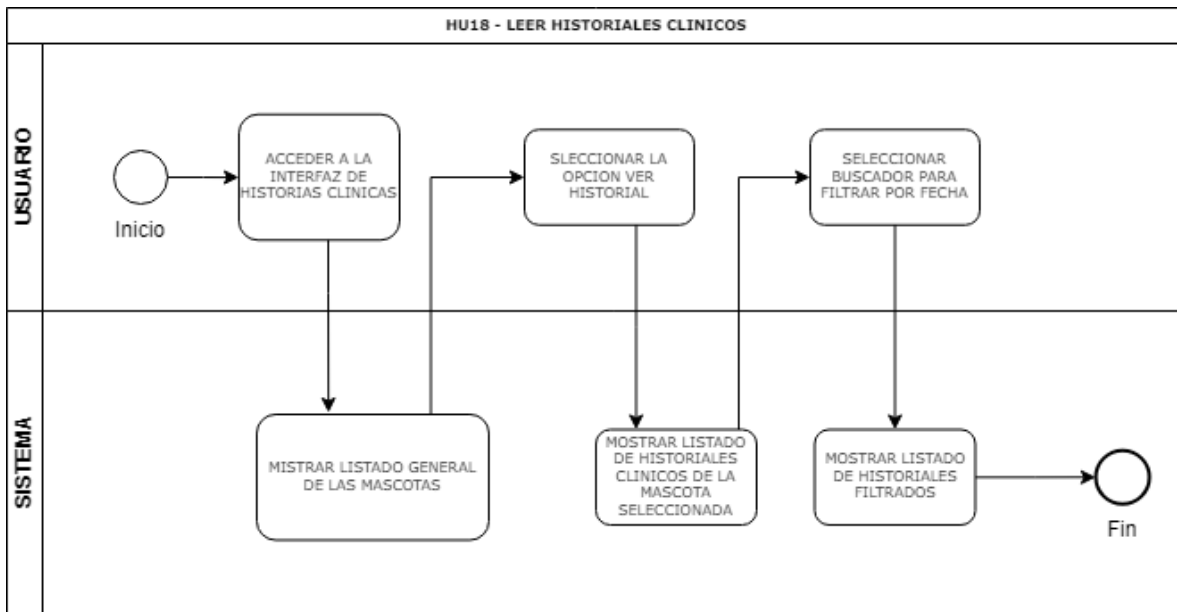 HU18 - LEER HISTORIALES CLINICOS
USUARIO
Inicio
ACCEDER A LA
INTERFAZ DE
HISTORIAS CLINICAS
SLECCIONAR LA
OPCION VER
HISTORIAL
SELECCIONAR
BUSCADOR PARA
FILTRAR POR FECHA
SISTEMA
MISTRAR LISTADO GENERAL
DE LAS MASCOTAS
MOSTRAR LISTADO
DE HISTORIALES
CLINICOS DE LA
MASCOTA
SELECCIONADA
MOSTRAR LISTADO
DE HISTORIALES
FILTRADOS
Fin